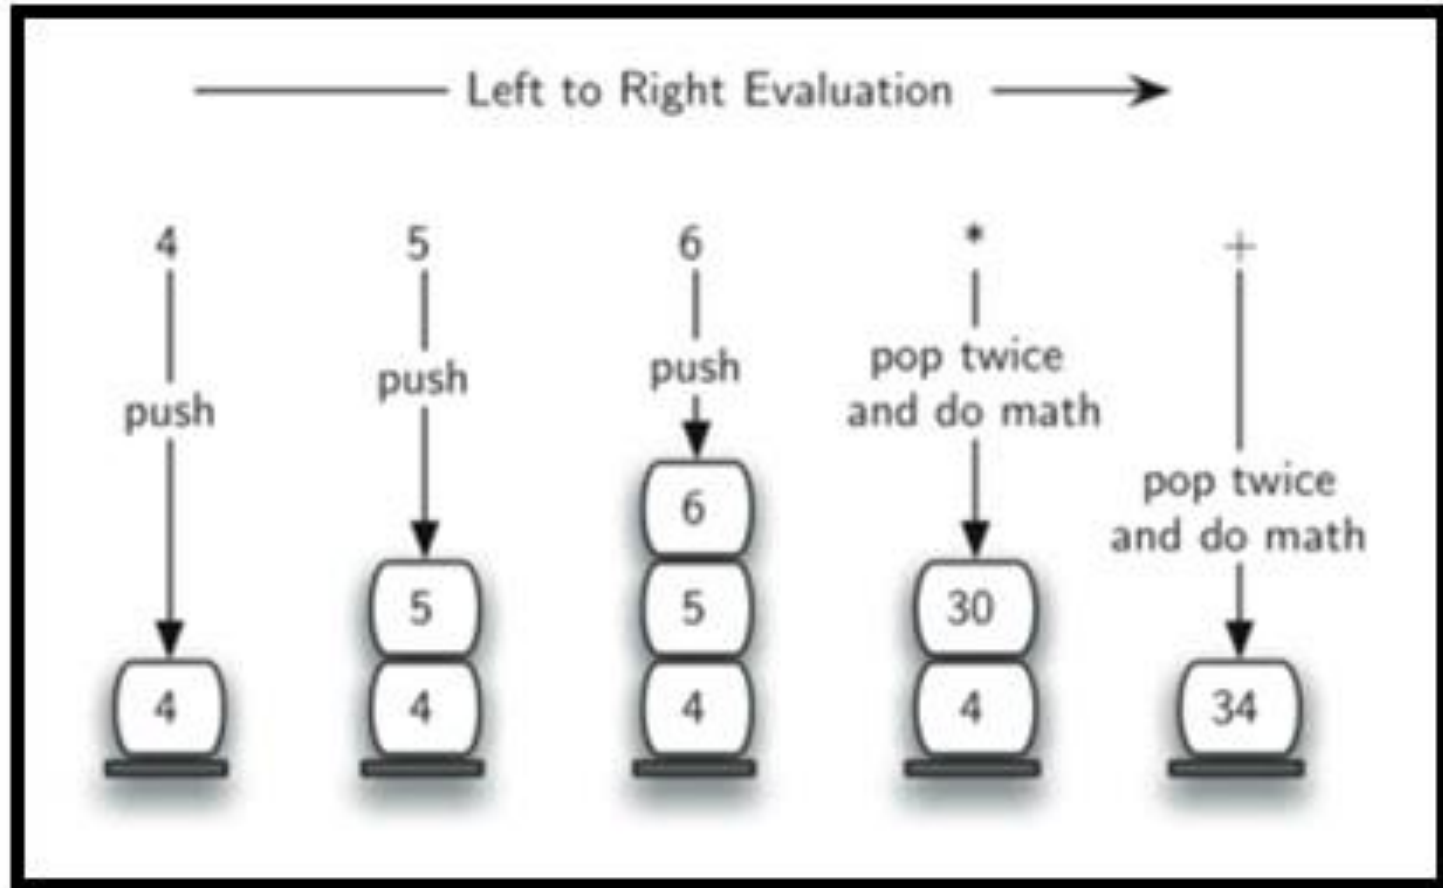 Left to Right Evaluation
4 5 6 * +
push push push pop twice
and do math
pop twice
and do math
6
5 5 30
4 4 4 4 34